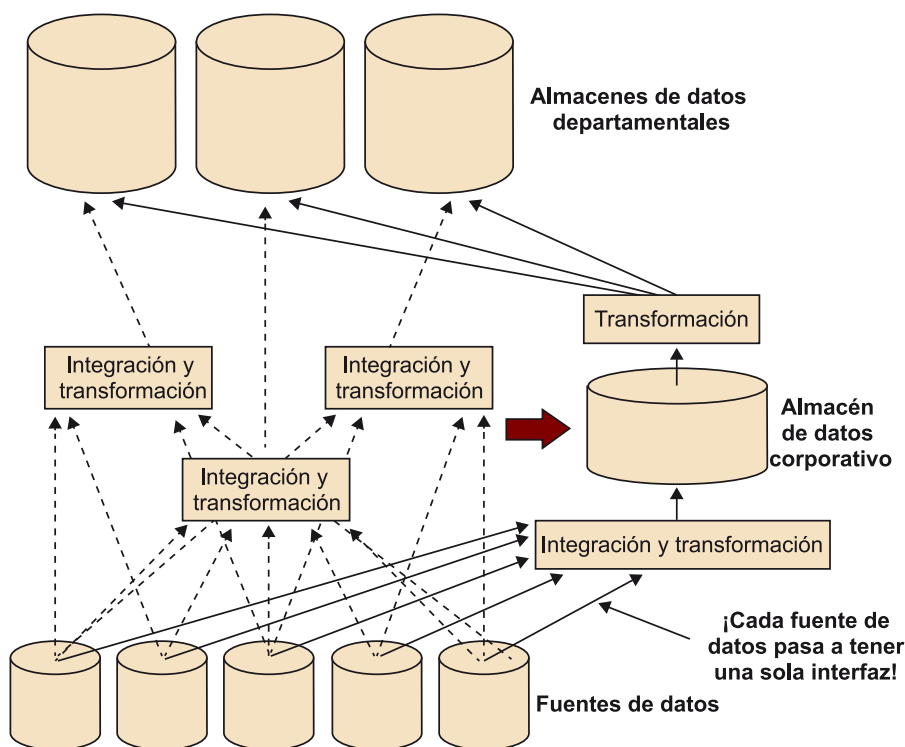 Almacenes de datos
departamentales
Transformación
Integración y
transformación
Integración y
transformación
Almacén
de datos
corporativo
Integración y
transformación
Integración y transformación
¡Cada fuente de
datos pasa a tener
una sola interfaz!
Fuentes de datos